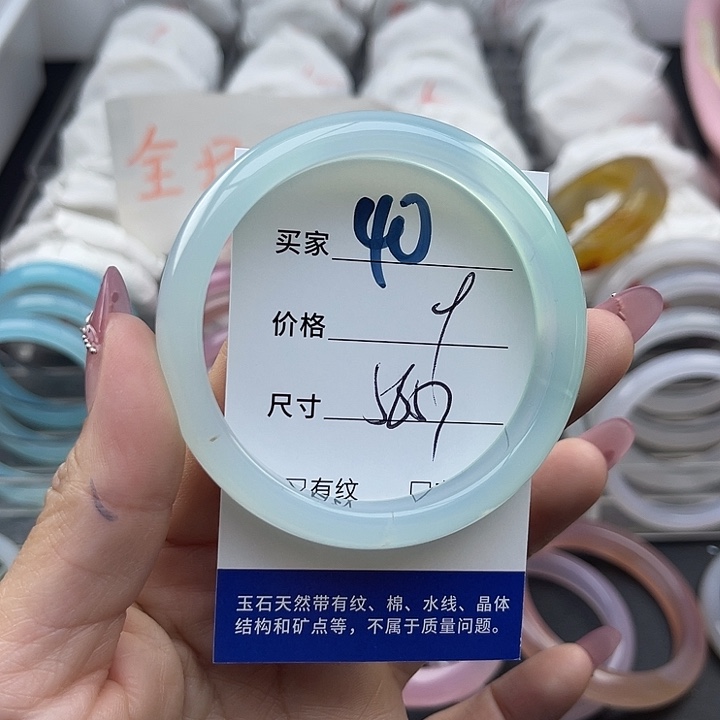 全开
买家 40
价格
尺寸
有纹
玉石天然带有纹、棉、水线、晶体
结构和矿点等，不属于质量问题。